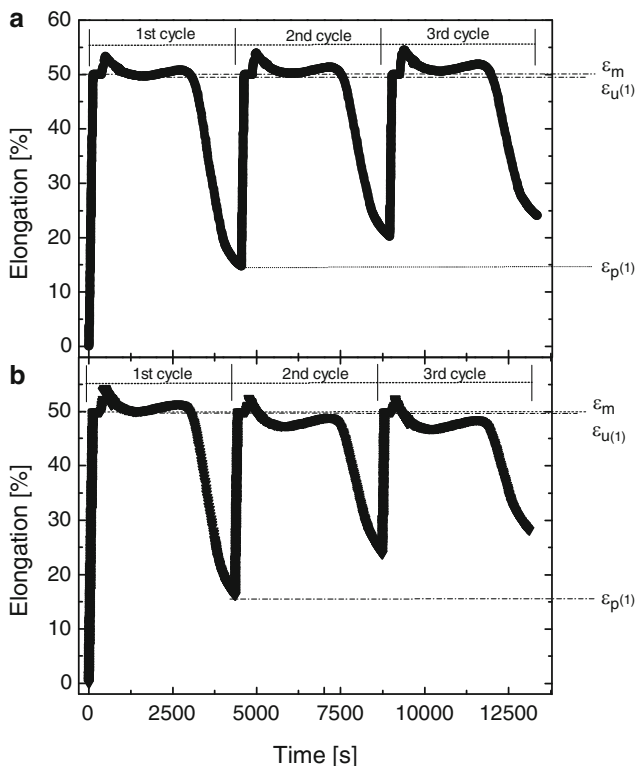 a
1st cycle 2nd cycle 3rd cycle
60
50
40
30
20
10
0
Elongation [%]
εm
εu(1)
εp(1)
b
1st cycle 2nd cycle 3rd cycle
50
40
30
20
10
0
Elongation [%]
εm
εu(1)
εp(1)
0 2500 5000 7500 10000 12500
Time [s]